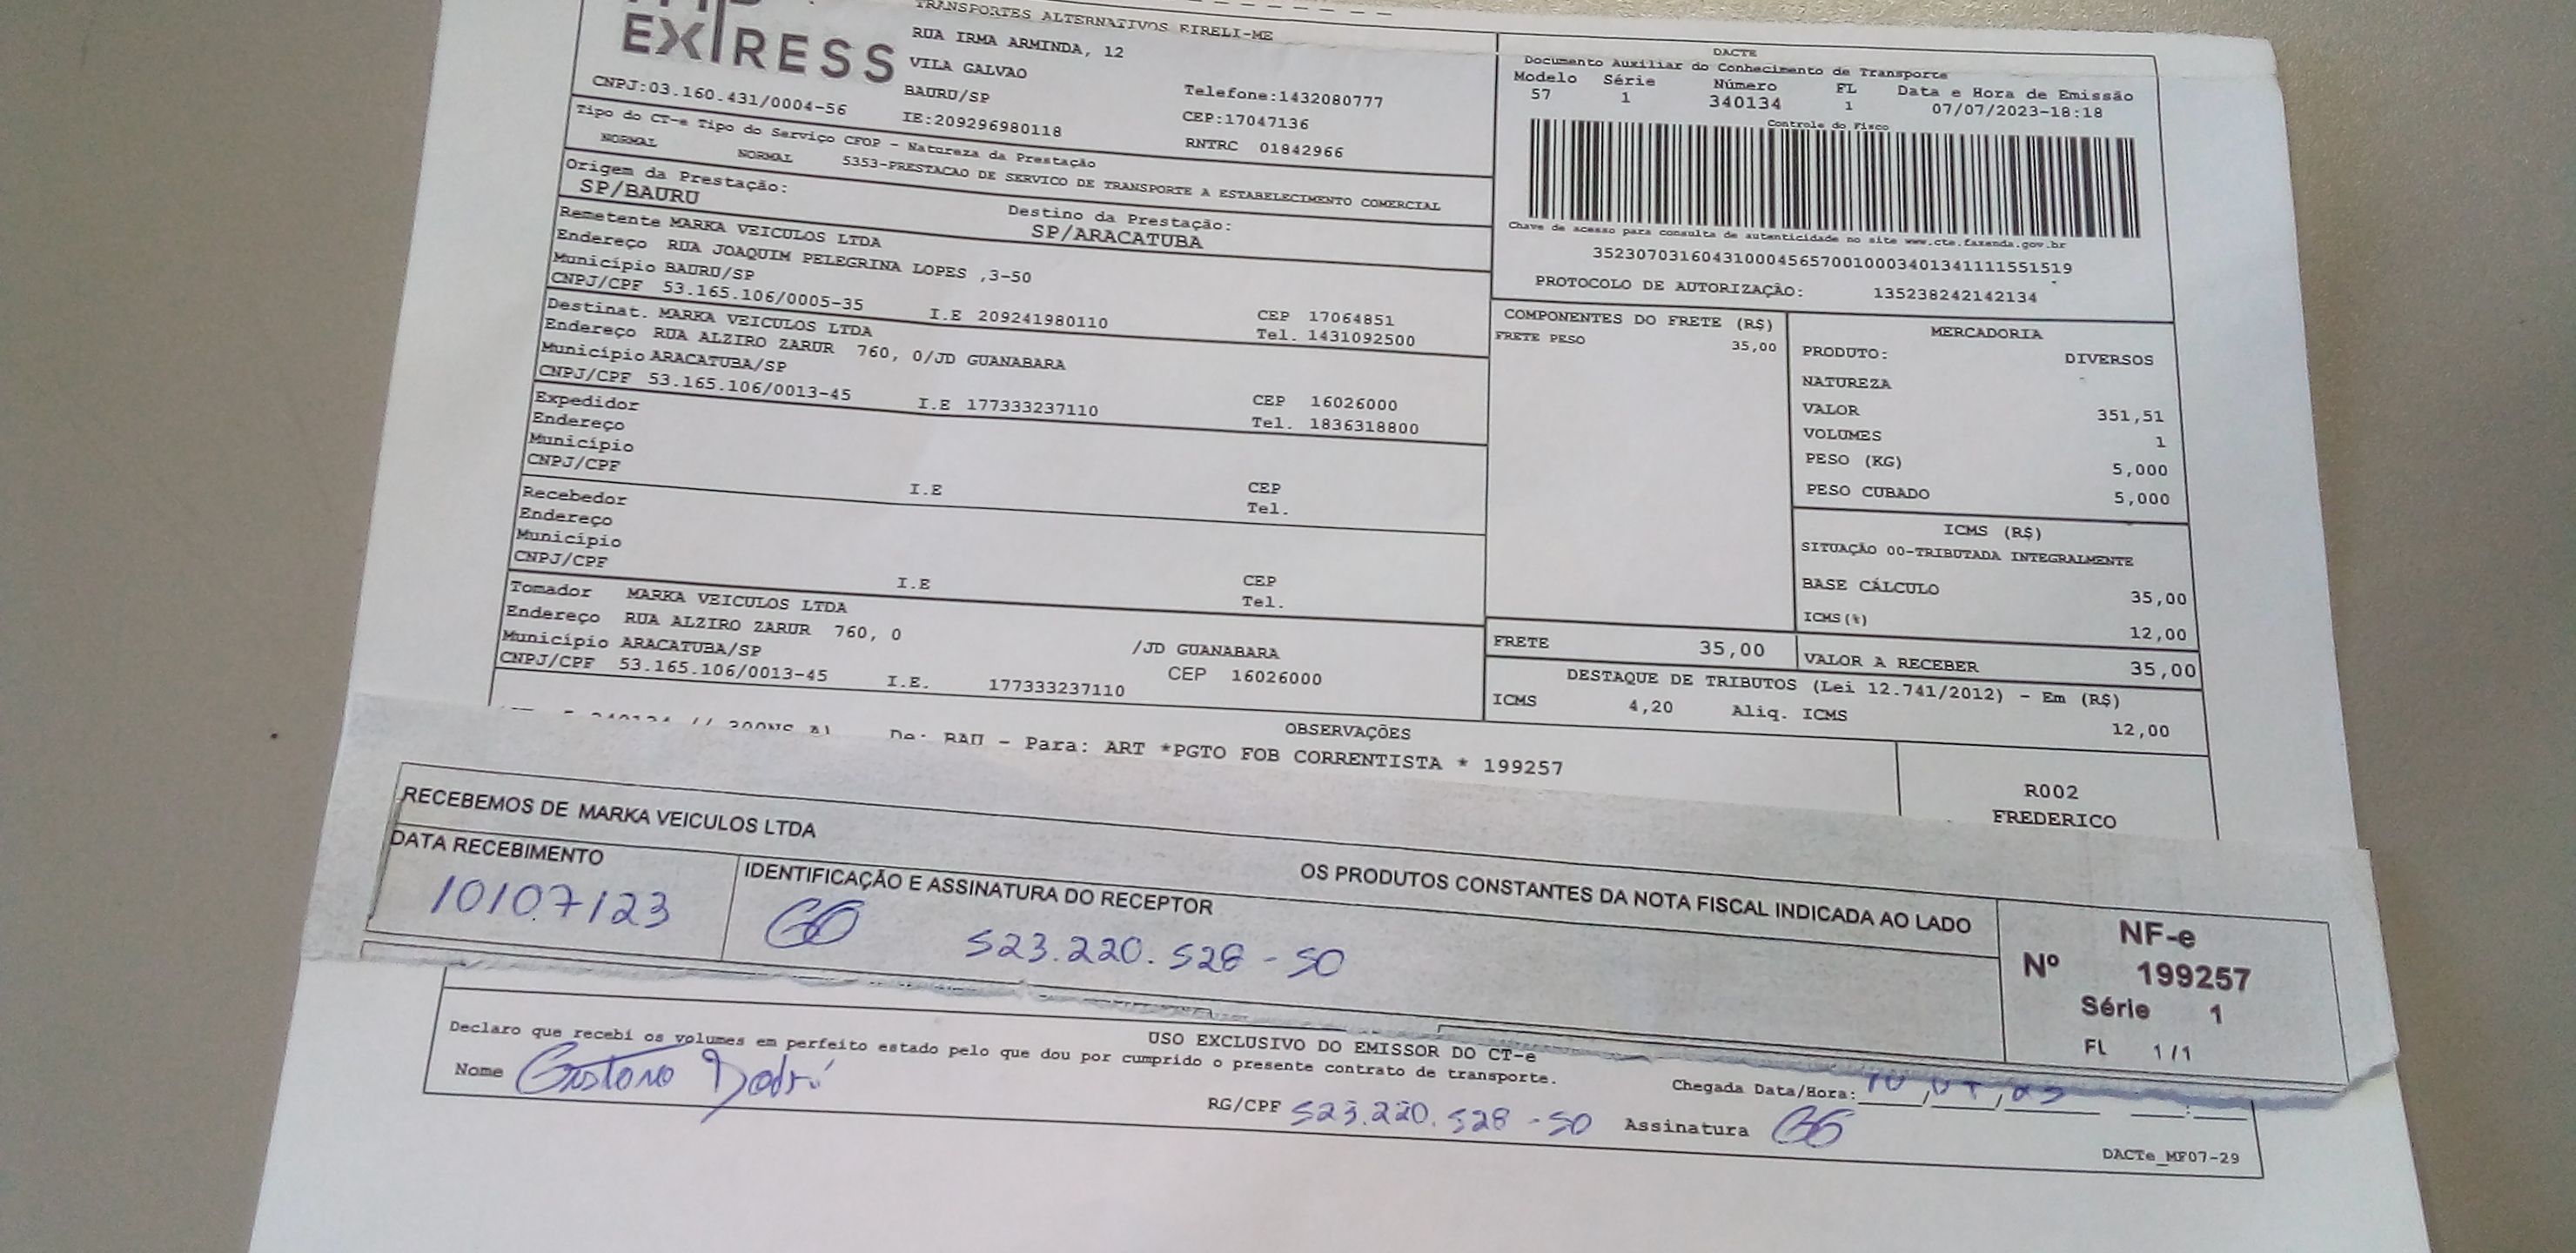 EXPRESS
TRANSPORTES ALTERNATIVOS EIRELI-ME
RUA IRMA ARMINDA, 12
VILA GALVAO
BAURU/SP
Telefone:1432080777
CNPJ:03.160.431/0004-56
IE:209296980118
CEP:17047136
RNTRC 01842966
Tipo do CT-e Tipo do Serviço CFOP - Natureza da Prestação
NORMAL NORMAL 5353-PRESTACAO DE SERVICO DE TRANSPORTE A ESTABELECIMENTO COMERCIAL
Origem da Prestação:
SP/BAURU
Destino da Prestação:
SP/ARACATUBA
DACTE
Documento Auxiliar do Conhecimento de Transporte
Modelo Série Número FL Data e Hora de Emissão
57 1 340134 1 07/07/2023-18:18
Controle do Fisco
Chave de acesso para consulta de autenticidade no site www.cte.fazenda.gov.br
35230703160431000456570010003401341111551519
PROTOCOLO DE AUTORIZAÇÃO: 135238242142134
Remetente MARKA VEICULOS LTDA
Endereço RUA JOAQUIM PELEGRINA LOPES ,3-50
Município BAURU/SP
CNPJ/CPF 53.165.106/0005-35 I.E 209241980110
CEP 17064851
Tel. 1431092500
Destinat. MARKA VEICULOS LTDA
Endereço RUA ALZIRO ZARUR 760, 0/JD GUANABARA
Município ARACATUBA/SP
CNPJ/CPF 53.165.106/0013-45 I.E 177333237110
CEP 16026000
Tel. 1836318800
Expedidor
Endereço
Município
CNPJ/CPF I.E
CEP
Tel.
Recebedor
Endereço
Município
CNPJ/CPF I.E
CEP
Tel.
Tomador MARKA VEICULOS LTDA
Endereço RUA ALZIRO ZARUR 760, 0 /JD GUANABARA
Município ARACATUBA/SP CEP 16026000
CNPJ/CPF 53.165.106/0013-45 I.E. 177333237110
COMPONENTES DO FRETE (R$)
FRETE PESO 35,00
MERCADORIA
PRODUTO: DIVERSOS
NATUREZA
VALOR 351,51
VOLUMES 1
PESO (KG) 5,000
PESO CUBADO 5,000
ICMS (R$)
SITUAÇÃO 00-TRIBUTADA INTEGRALMENTE
BASE CÁLCULO 35,00
ICMS(%) 12,00
FRETE 35,00 VALOR A RECEBER 35,00
DESTAQUE DE TRIBUTOS (Lei 12.741/2012) - Em (R$)
ICMS 4,20 Aliq. ICMS 12,00
OBSERVAÇÕES
De: BAU - Para: ART *PGTO FOB CORRENTISTA * 199257
R002
FREDERICO
RECEBEMOS DE MARKA VEICULOS LTDA
OS PRODUTOS CONSTANTES DA NOTA FISCAL INDICADA AO LADO
DATA RECEBIMENTO
10/07/23
IDENTIFICAÇÃO E ASSINATURA DO RECEPTOR
523.220.528-50
NF-e
Nº 199257
Série 1
FL 1/1
USO EXCLUSIVO DO EMISSOR DO CT-e
Declaro que recebi os volumes em perfeito estado pelo que dou por cumprido o presente contrato de transporte.
Nome Gustavo
Chegada Data/Hora: 10/07/23
RG/CPF 523.220.528-50 Assinatura
DACTe_MF07-29